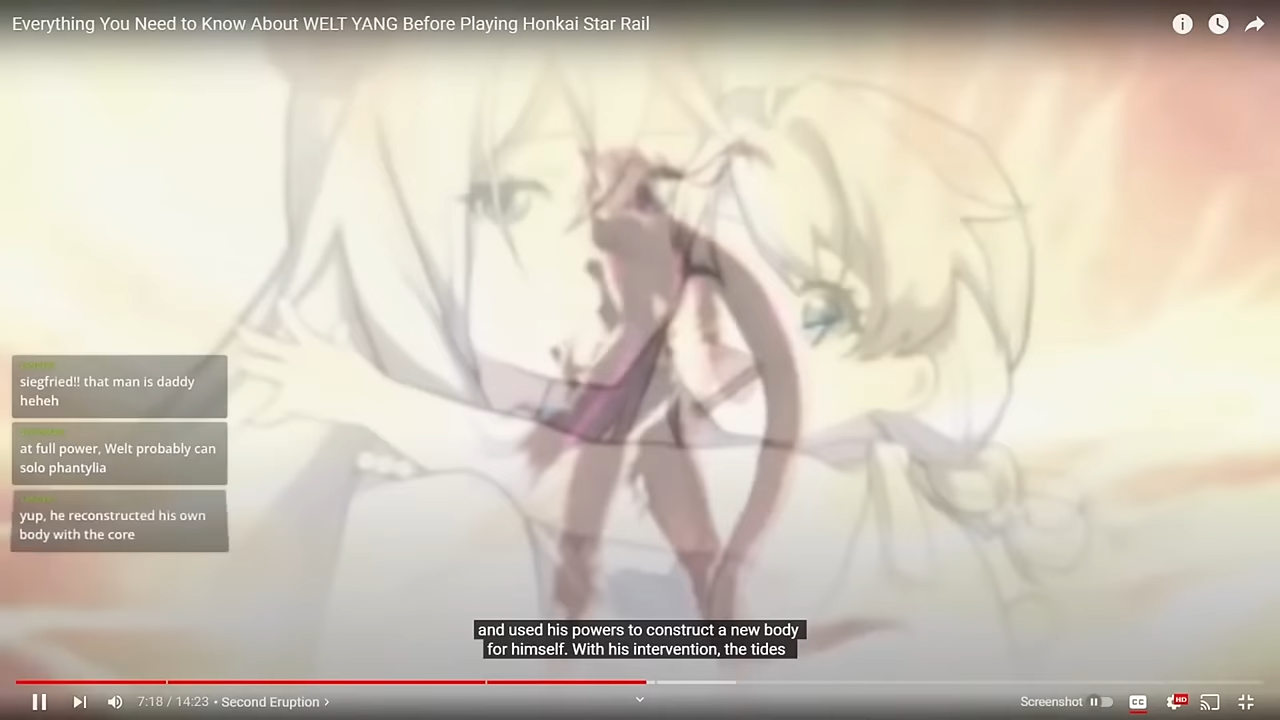 Everything You Need to Know About WELT YANG Before Playing Honkai Star Rail
siegfried!! that man is daddy
heheh
at full power, Welt probably can
solo phantylia
yup, he reconstructed his own
body with the core
and used his powers to construct a new body
for himself. With his intervention, the tides
7:18 / 14:23 • Second Eruption
Screenshot
CC
HD